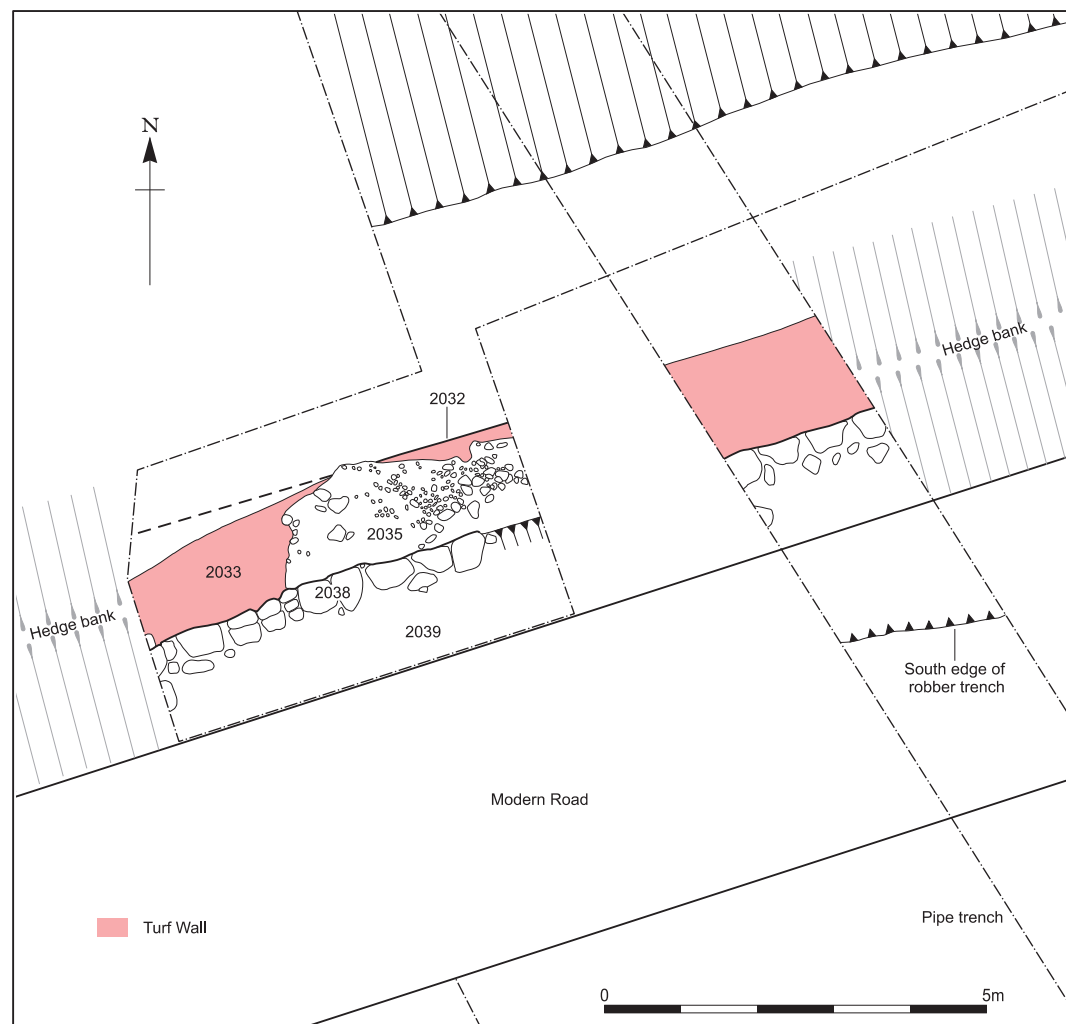 N
2032
Hedge bank
2035
2033
2038
Hedge bank
2039
South edge of
robber trench
Modern Road
Pipe trench
Turf Wall
0
5m